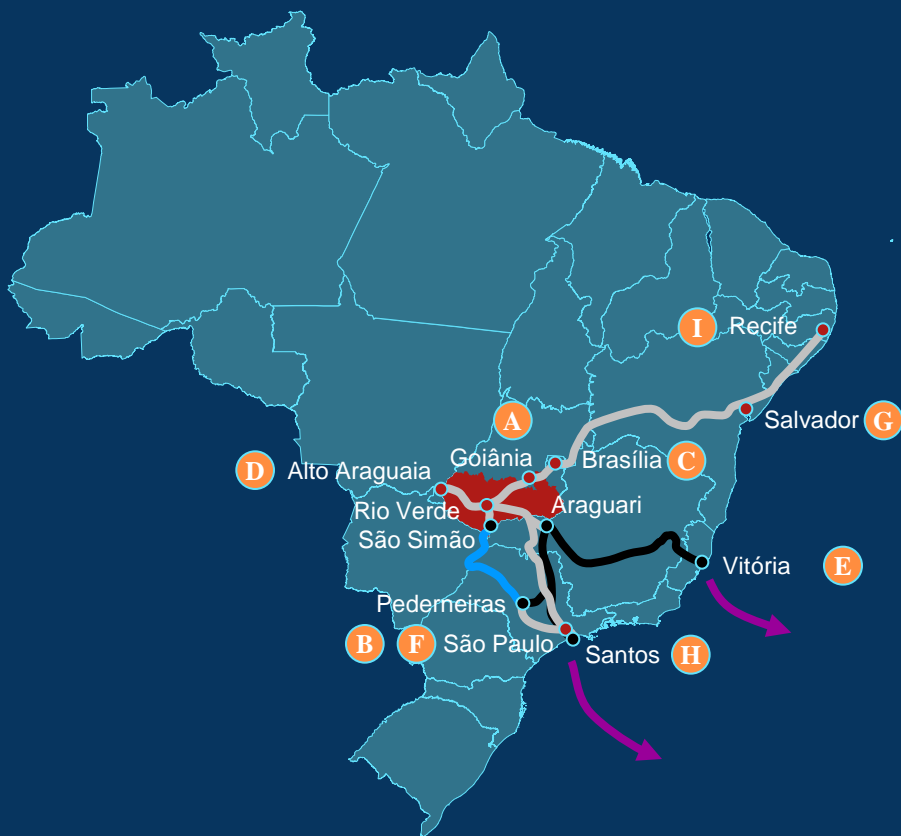 I Recife
A
Salvador G
Goiânia
Brasília C
D Alto Araguaia
Rio Verde
Araguari
São Simão
Vitória E
Pederneiras
B F São Paulo
Santos H